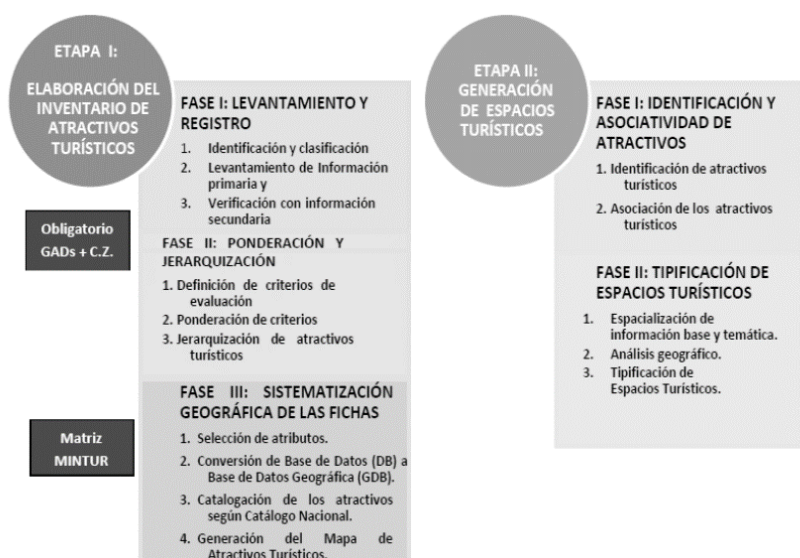 ETAPA I:
ELABORACIÓN DEL
INVENTARIO DE
ATRACTIVOS
TURÍSTICOS
FASE I: LEVANTAMIENTO Y
REGISTRO
1. Identificación y clasificación
2. Levantamiento de Información
primaria y
3. Verificación con información
secundaria
Obligatorio
GADs + C.Z.
FASE II: PONDERACIÓN Y
JERARQUIZACIÓN
1. Definición de criterios de
evaluación
2. Ponderación de criterios
3. Jerarquización de atractivos
turísticos
Matriz
MINTUR
FASE III: SISTEMATIZACIÓN
GEOGRÁFICA DE LAS FICHAS
1. Selección de atributos.
2. Conversión de Base de Datos (DB) a
Base de Datos Geográfica (GDB).
3. Catalogación de los atractivos
según Catálogo Nacional.
4. Generación del Mapa de
Atractivos Turísticos.
ETAPA II:
GENERACIÓN
DE ESPACIOS
TURÍSTICOS
FASE I: IDENTIFICACIÓN Y
ASOCIATIVIDAD DE
ATRACTIVOS
1. Identificación de atractivos
turísticos
2. Asociación de los atractivos
turísticos
FASE II: TIPIFICACIÓN DE
ESPACIOS TURÍSTICOS
1. Espacialización de
información base y temática.
2. Análisis geográfico.
3. Tipificación de
Espacios Turísticos.